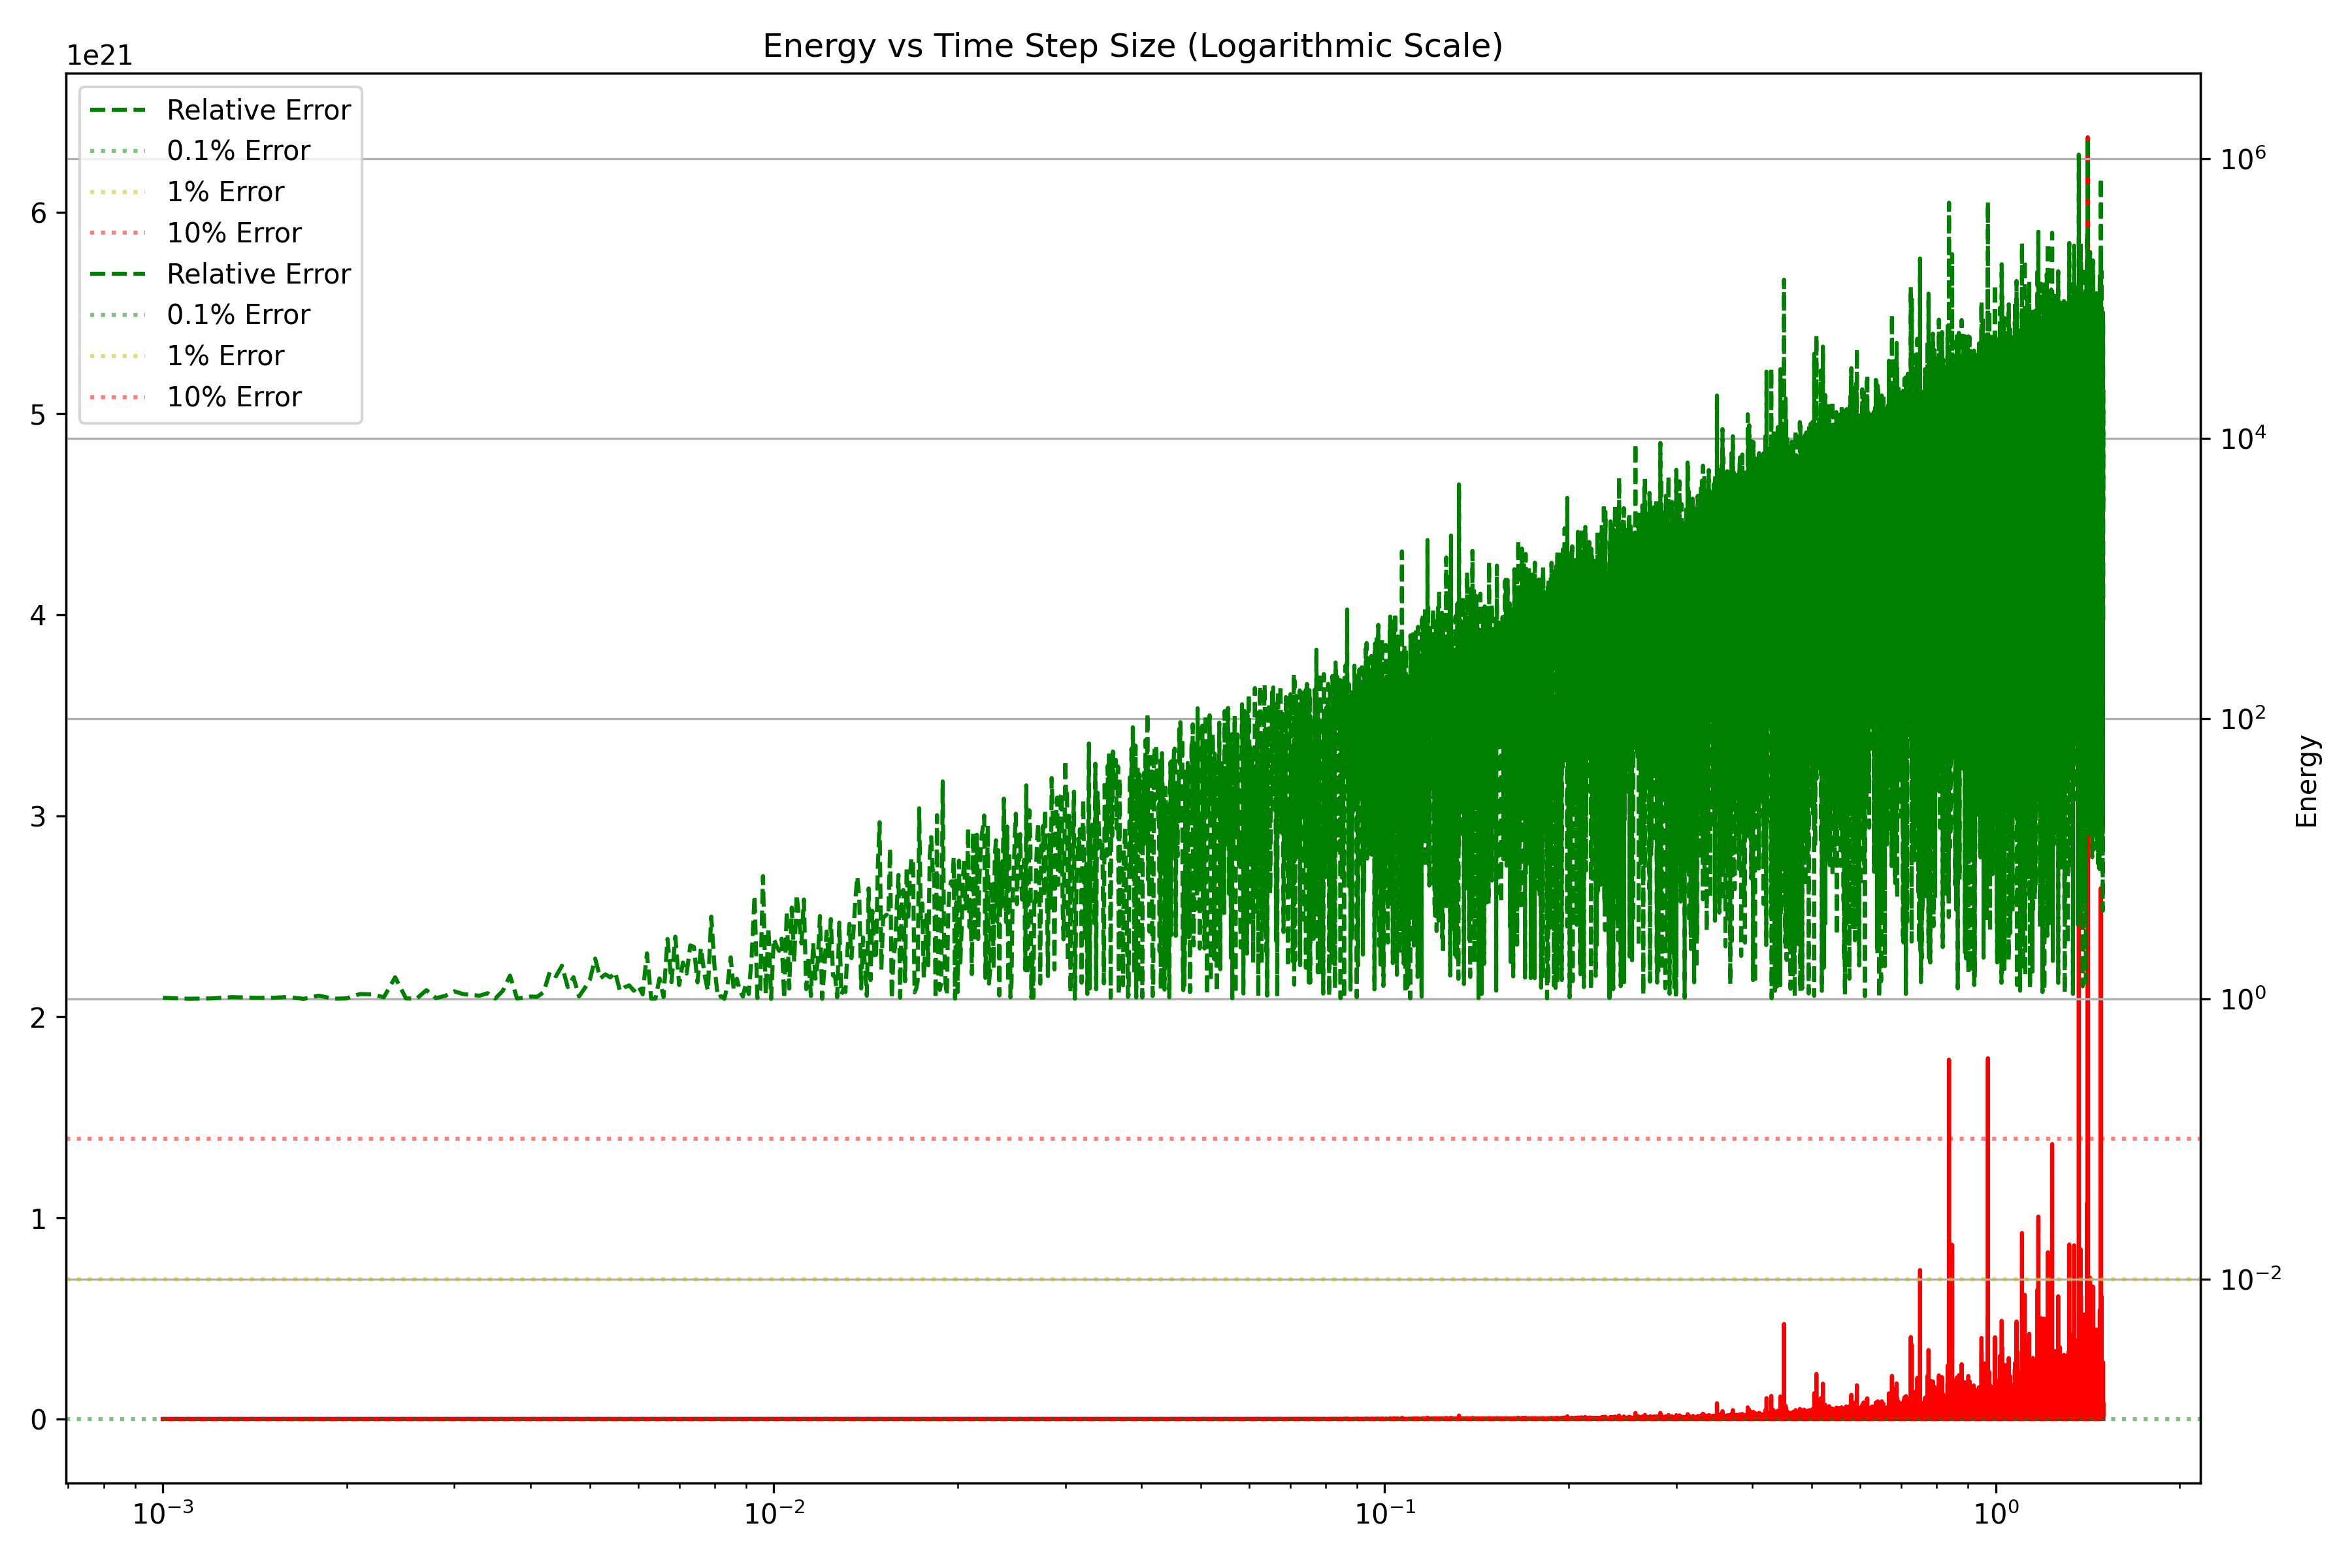 Energy vs Time Step Size (Logarithmic Scale)
1e21
Relative Error
0.1% Error
1% Error
10% Error
Relative Error
0.1% Error
1% Error
10% Error
6
5
4
3
2
1
0
10⁶
10⁴
10²
10⁰
10⁻²
Energy
10⁻³
10⁻²
10⁻¹
10⁰